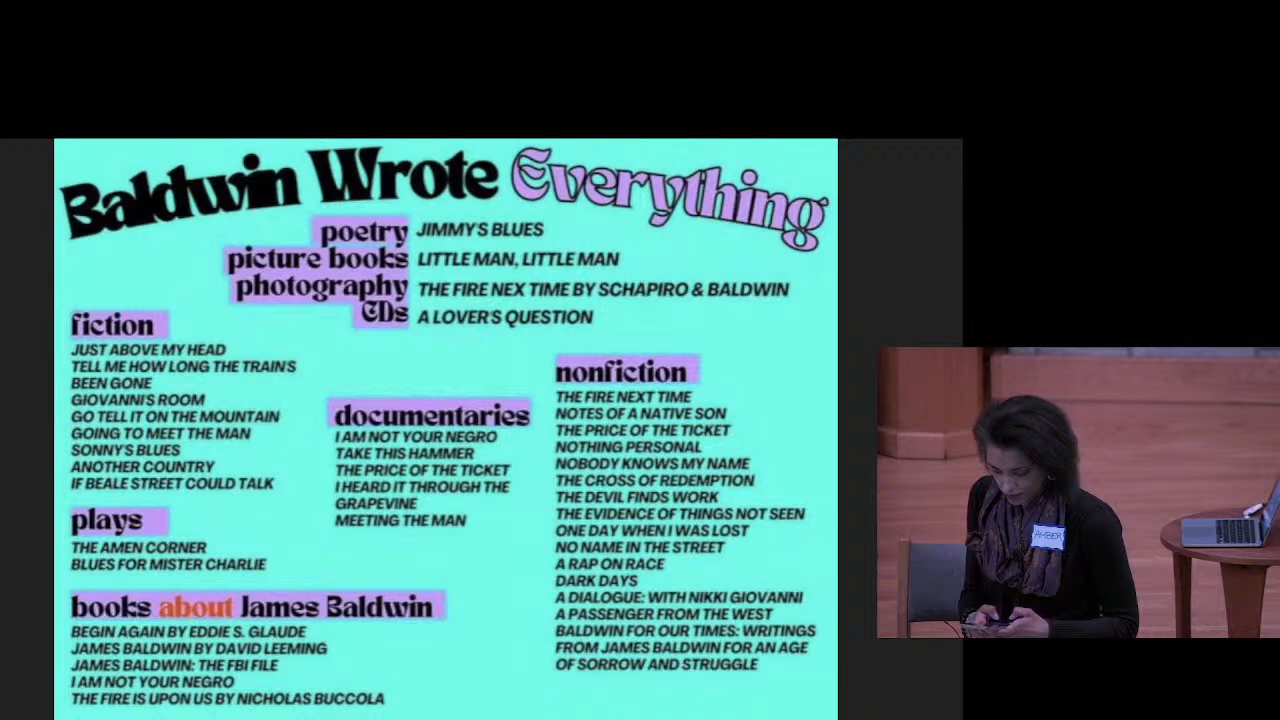 Baldwin Wrote Everything
poetry JIMMY'S BLUES
picture books LITTLE MAN, LITTLE MAN
photography THE FIRE NEX TIME BY SCHAPIRO & BALDWIN
CDs A LOVER'S QUESTION
fiction
JUST ABOVE MY HEAD
TELL ME HOW LONG THE TRAIN'S
BEEN GONE
GIOVANNI'S ROOM
GO TELL IT ON THE MOUNTAIN
GOING TO MEET THE MAN
SONNY'S BLUES
ANOTHER COUNTRY
IF BEALE STREET COULD TALK
plays
THE AMEN CORNER
BLUES FOR MISTER CHARLIE
books about James Baldwin
BEGIN AGAIN BY EDDIE S. GLAUDE
JAMES BALDWIN BY DAVID LEEMING
JAMES BALDWIN: THE FBI FILE
I AM NOT YOUR NEGRO
THE FIRE IS UPON US BY NICHOLAS BUCCOLA
documentaries
I AM NOT YOUR NEGRO
TAKE THIS HAMMER
THE PRICE OF THE TICKET
I HEARD IT THROUGH THE
GRAPEVINE
MEETING THE MAN
nonfiction
THE FIRE NEXT TIME
NOTES OF A NATIVE SON
THE PRICE OF THE TICKET
NOTHING PERSONAL
NOBODY KNOWS MY NAME
THE CROSS OF REDEMPTION
THE DEVIL FINDS WORK
THE EVIDENCE OF THINGS NOT SEEN
ONE DAY WHEN I WAS LOST
NO NAME IN THE STREET
A RAP ON RACE
DARK DAYS
A DIALOGUE: WITH NIKKI GIOVANNI
A PASSENGER FROM THE WEST
BALDWIN FOR OUR TIMES: WRITINGS
FROM JAMES BALDWIN FOR AN AGE
OF SORROW AND STRUGGLE
AMBER